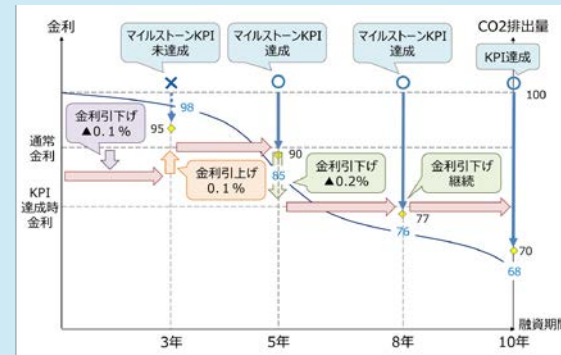 金利
CO2排出量
マイルストーンKPI
未達成
マイルストーンKPI
達成
マイルストーンKPI
達成
KPI達成
100
98
95
金利引下げ
▲0.1%
通常
金利
90
85
金利引上げ
0.1%
金利引下げ
▲0.2%
金利引下げ
継続
KPI
達成時
金利
77
76
70
68
融資期間
3年
5年
8年
10年